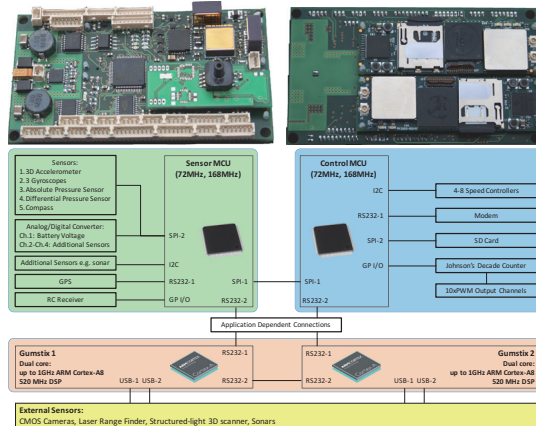 Sensor MCU
(72MHz, 168MHz)
Sensors:
1.3D Accelerometer
2.3 Gyroscopes
3.Absolute Pressure Sensor
4.Differential Pressure Sensor
5.Compass
Analog/Digital Converter:
Ch.1: Battery Voltage
Ch.2-Ch.4: Additional Sensors
Additional Sensors e.g. sonar
GPS
RC Receiver
SPI-2
I2C
RS232-1
GP I/O
SPI-1
RS232-2
Control MCU
(72MHz, 168MHz)
I2C
RS232-1
SPI-2
GP I/O
SPI-1
RS232-2
4-8 Speed Controllers
Modem
SD Card
Johnson's Decade Counter
10xPWM Output Channels
Application Dependent Connections
Gumstix 1
Dual core:
up to 1GHz ARM Cortex-A8
520 MHz DSP
RS232-1
RS232-2
USB-1 USB-2
Gumstix 2
Dual core:
up to 1GHz ARM Cortex-A8
520 MHz DSP
RS232-1
RS232-2
USB-1 USB-2
External Sensors:
CMOS Cameras, Laser Range Finder, Structured-light 3D scanner, Sonars